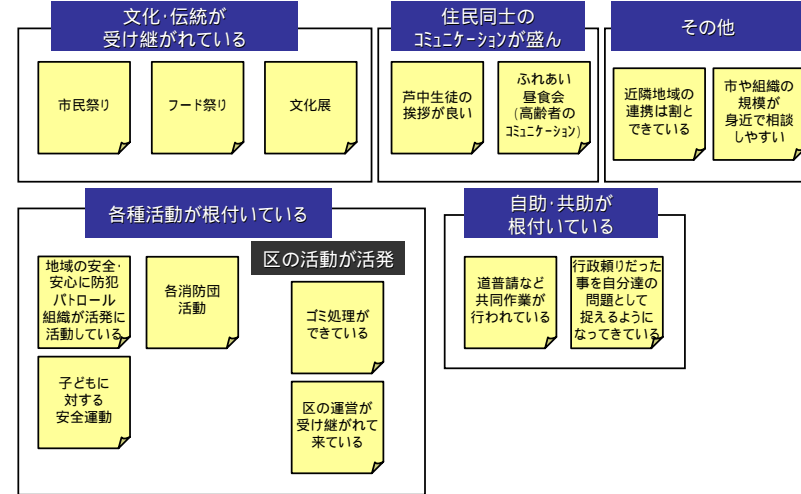 文化･伝統が
受け継がれている
市民祭り
フード祭り
文化展
住民同士の
ｺﾐｭﾆｹｰｼｮﾝが盛ん
芦中生徒の
挨拶が良い
ふれあい
昼食会
(高齢者の
ｺﾐｭﾆｹｰｼｮﾝ)
その他
近隣地域の
連携は割と
できている
市や組織の
規模が
身近で相談
しやすい
各種活動が根付いている
地域の安全･
安心に防犯
パトロール
組織が活発に
活動している
各消防団
活動
子どもに
対する
安全運動
区の活動が活発
ゴミ処理が
できている
区の運営が
受け継がれて
来ている
自助･共助が
根付いている
道普請など
共同作業が
行われている
行政頼りだった
事を自分達の
問題として
捉えるように
なってきている